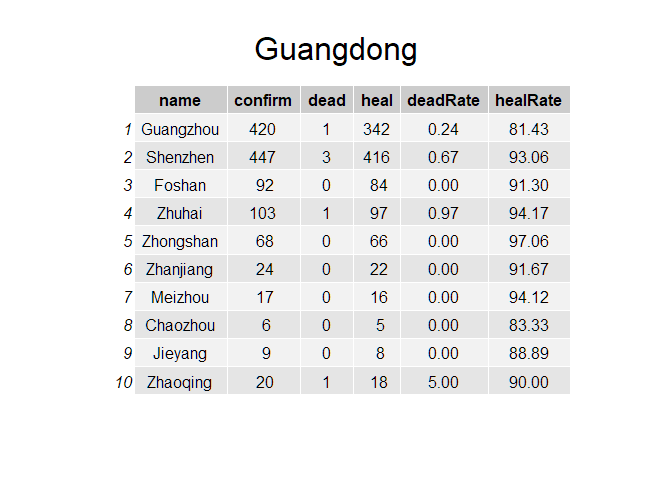 Guangdong
name confirm dead heal deadRate healRate
1 Guangzhou 420 1 342 0.24 81.43
2 Shenzhen 447 3 416 0.67 93.06
3 Foshan 92 0 84 0.00 91.30
4 Zhuhai 103 1 97 0.97 94.17
5 Zhongshan 68 0 66 0.00 97.06
6 Zhanjiang 24 0 22 0.00 91.67
7 Meizhou 17 0 16 0.00 94.12
8 Chaozhou 6 0 5 0.00 83.33
9 Jieyang 9 0 8 0.00 88.89
10 Zhaoqing 20 1 18 5.00 90.00